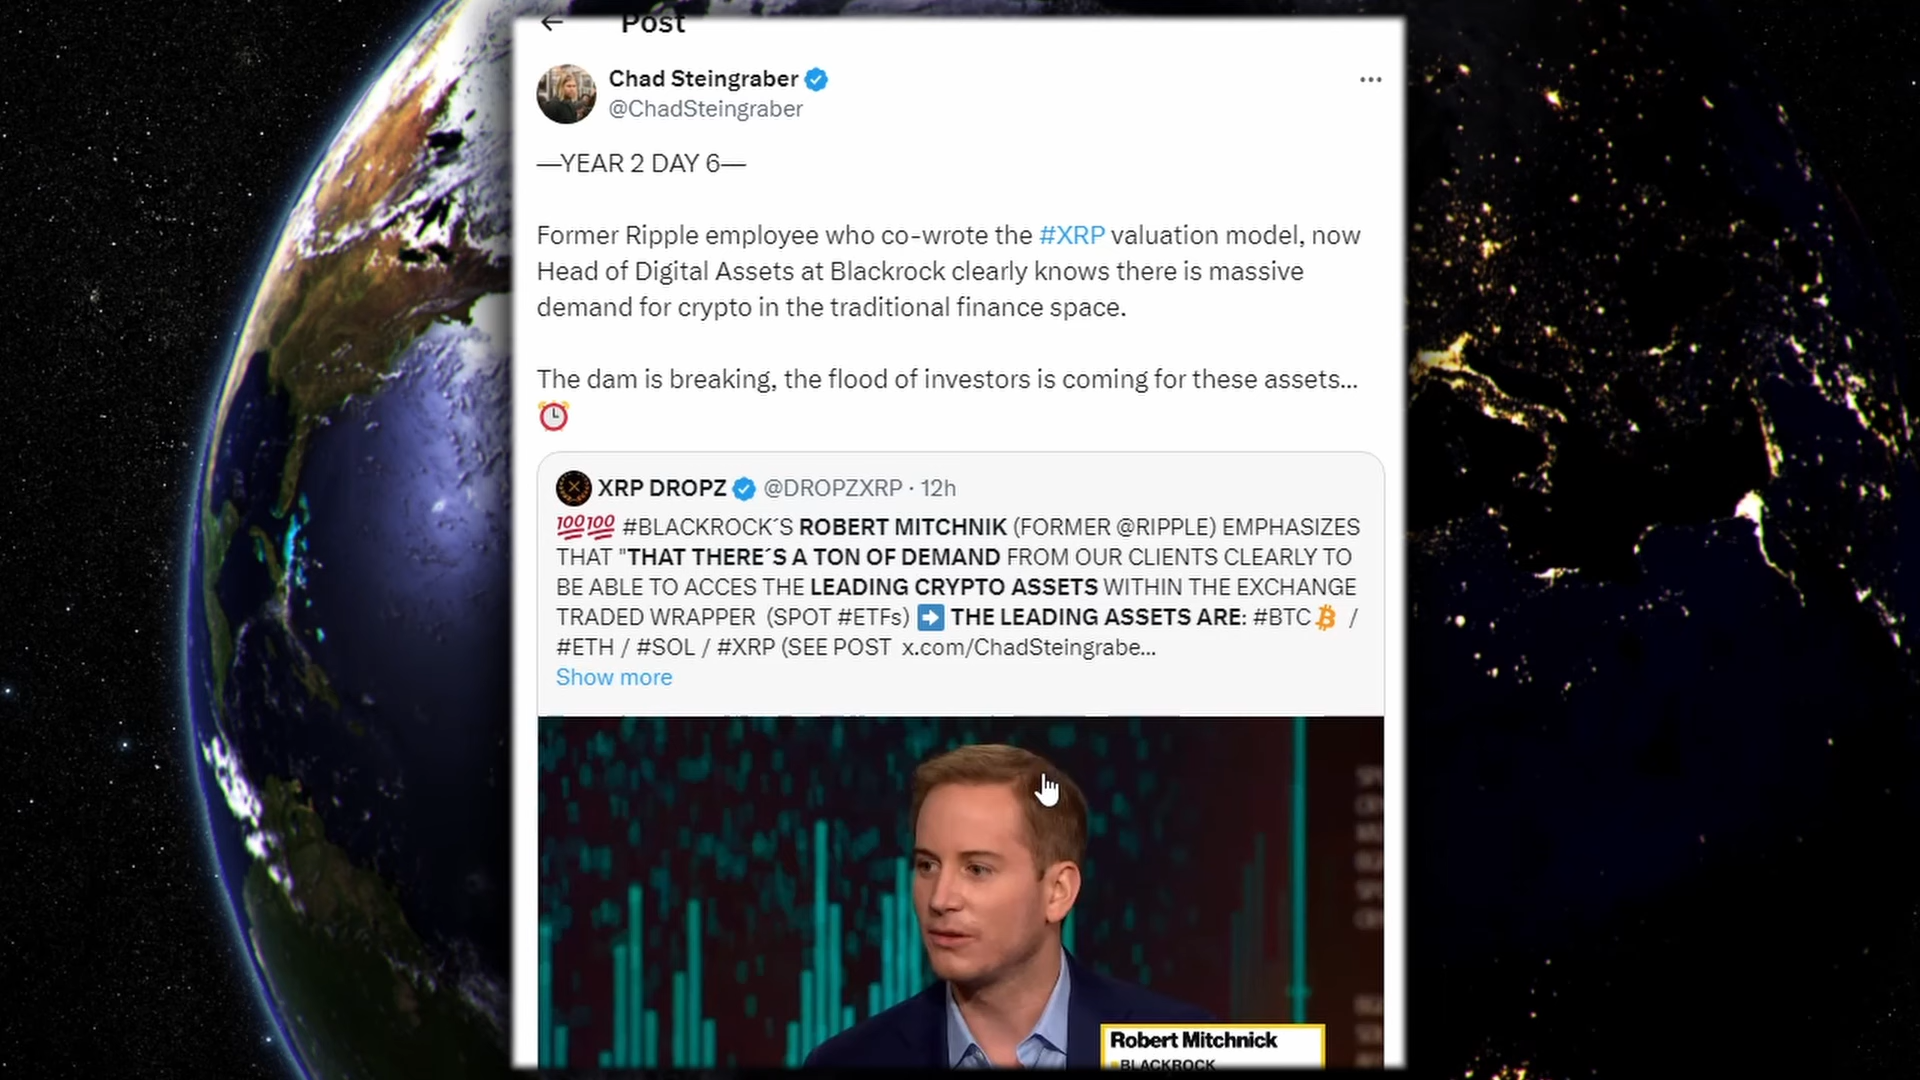 Post
Chad Steingraber
@ChadSteingraber
—YEAR 2 DAY 6—
Former Ripple employee who co-wrote the #XRP valuation model, now
Head of Digital Assets at Blackrock clearly knows there is massive
demand for crypto in the traditional finance space.
The dam is breaking, the flood of investors is coming for these assets...
XRP DROPZ @DROPZXRP · 12h
💯💯 #BLACKROCK´S ROBERT MITCHNIK (FORMER @RIPPLE) EMPHASIZES
THAT "THAT THERE´S A TON OF DEMAND FROM OUR CLIENTS CLEARLY TO
BE ABLE TO ACCES THE LEADING CRYPTO ASSETS WITHIN THE EXCHANGE
TRADED WRAPPER (SPOT #ETFs) ➡️ THE LEADING ASSETS ARE: #BTC /
#ETH / #SOL / #XRP (SEE POST x.com/ChadSteingrabe...
Show more
Robert Mitchnick
BLACKROCK